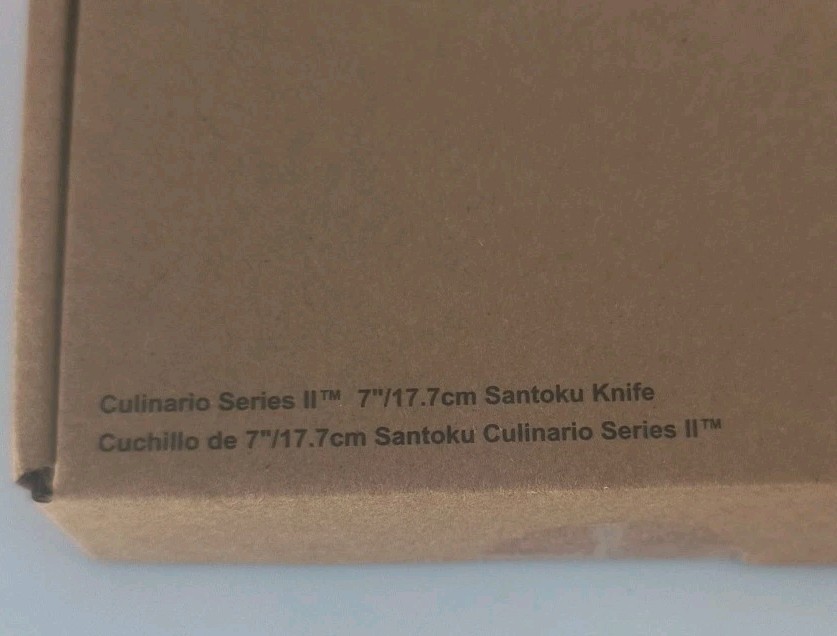 Culinario Series II™ 7"/17.7cm Santoku Knife
Cuchillo de 7"/17.7cm Santoku Culinario Series II™